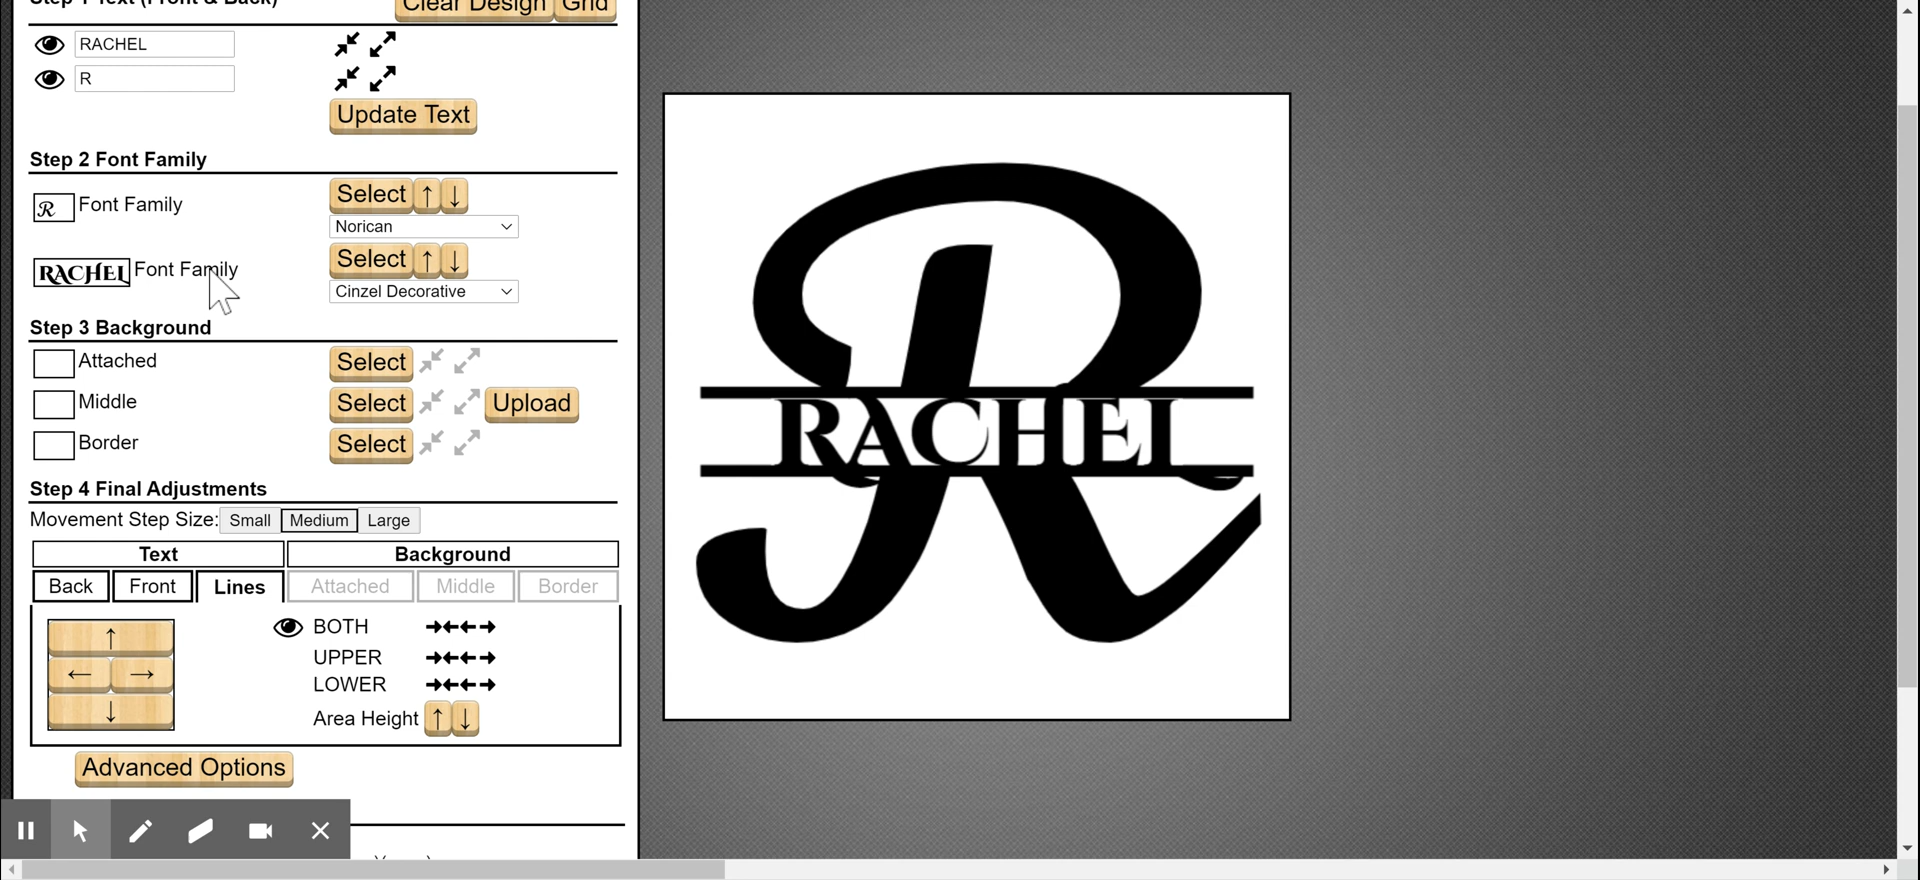 Step 1 Text (Front & Back)
Clear Design Grid
RACHEL
R
Update Text
Step 2 Font Family
R Font Family
Select ↑ ↓
Norican
RACHEL Font Family
Select ↑ ↓
Cinzel Decorative
Step 3 Background
Attached Select
Middle Select Upload
Border Select
Step 4 Final Adjustments
Movement Step Size: Small Medium Large
Text Background
Back Front Lines Attached Middle Border
BOTH
UPPER
LOWER
Area Height ↑ ↓
Advanced Options
R
RACHEL